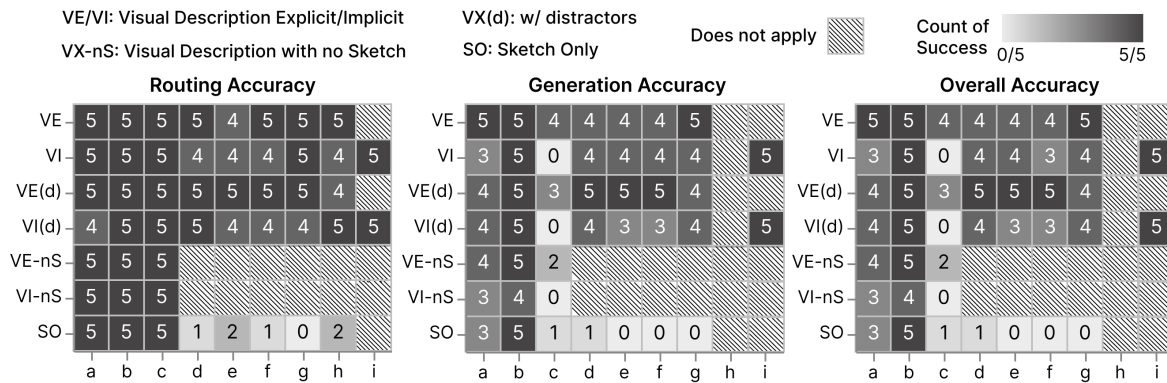 VE/VI: Visual Description Explicit/Implicit
VX(d): w/ distractors
VX-nS: Visual Description with no Sketch
SO: Sketch Only
Does not apply
Count of
Success
0/5 5/5
Routing Accuracy
VE 5 5 5 5 4 5 5 5
VI 5 5 5 4 4 4 5 4 5
VE(d) 5 5 5 5 5 5 5 4
VI(d) 4 5 5 5 4 4 4 5 5
VE-nS 5 5 5
VI-nS 5 5 5
SO 5 5 5 1 2 1 0 2
a b c d e f g h i
Generation Accuracy
VE 5 5 4 4 4 4 5
VI 3 5 0 4 4 4 4 5
VE(d) 4 5 3 5 5 5 4
VI(d) 4 5 0 4 3 3 4 5
VE-nS 4 5 2
VI-nS 3 4 0
SO 3 5 1 1 0 0 0
a b c d e f g h i
Overall Accuracy
VE 5 5 4 4 4 4 5
VI 3 5 0 4 4 3 4 5
VE(d) 4 5 3 5 5 5 4
VI(d) 4 5 0 4 3 3 4 5
VE-nS 4 5 2
VI-nS 3 4 0
SO 3 5 1 1 0 0 0
a b c d e f g h i